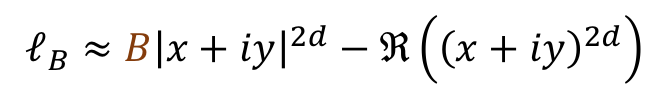 ℓ_B ≈ B|x + iy|^{2d} − ℜ((x + iy)^{2d})